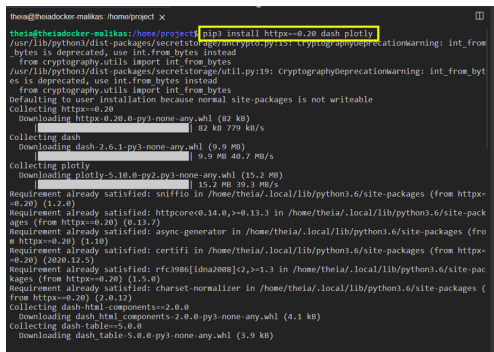 theia@theiadocker-malikas: /home/project ×
theia@theiadocker-malikas:/home/project$ pip3 install httpx==0.20 dash plotly
/usr/lib/python3/dist-packages/secretstorage/dhcrypto.py:15: CryptographyDeprecationWarning: int_from
_bytes is deprecated, use int.from_bytes instead
  from cryptography.utils import int_from_bytes
/usr/lib/python3/dist-packages/secretstorage/util.py:19: CryptographyDeprecationWarning: int_from_byt
es is deprecated, use int.from_bytes instead
  from cryptography.utils import int_from_bytes
Defaulting to user installation because normal site-packages is not writeable
Collecting httpx==0.20
  Downloading httpx-0.20.0-py3-none-any.whl (82 kB)
     | | 82 kB 779 kB/s
Collecting dash
  Downloading dash-2.6.1-py3-none-any.whl (9.9 MB)
     | | 9.9 MB 40.7 MB/s
Collecting plotly
  Downloading plotly-5.10.0-py2.py3-none-any.whl (15.2 MB)
     | | 15.2 MB 39.3 MB/s
Requirement already satisfied: sniffio in /home/theia/.local/lib/python3.6/site-packages (from httpx=
=0.20) (1.2.0)
Requirement already satisfied: httpcore<0.14.0,>=0.13.3 in /home/theia/.local/lib/python3.6/site-pack
ages (from httpx==0.20) (0.13.7)
Requirement already satisfied: async-generator in /home/theia/.local/lib/python3.6/site-packages (fro
m httpx==0.20) (1.10)
Requirement already satisfied: certifi in /home/theia/.local/lib/python3.6/site-packages (from httpx=
=0.20) (2020.12.5)
Requirement already satisfied: rfc3986[idna2008]<2,>=1.3 in /home/theia/.local/lib/python3.6/site-pac
kages (from httpx==0.20) (1.5.0)
Requirement already satisfied: charset-normalizer in /home/theia/.local/lib/python3.6/site-packages (
from httpx==0.20) (2.0.12)
Collecting dash-html-components==2.0.0
  Downloading dash_html_components-2.0.0-py3-none-any.whl (4.1 kB)
Collecting dash-table==5.0.0
  Downloading dash_table-5.0.0-py3-none-any.whl (3.9 kB)